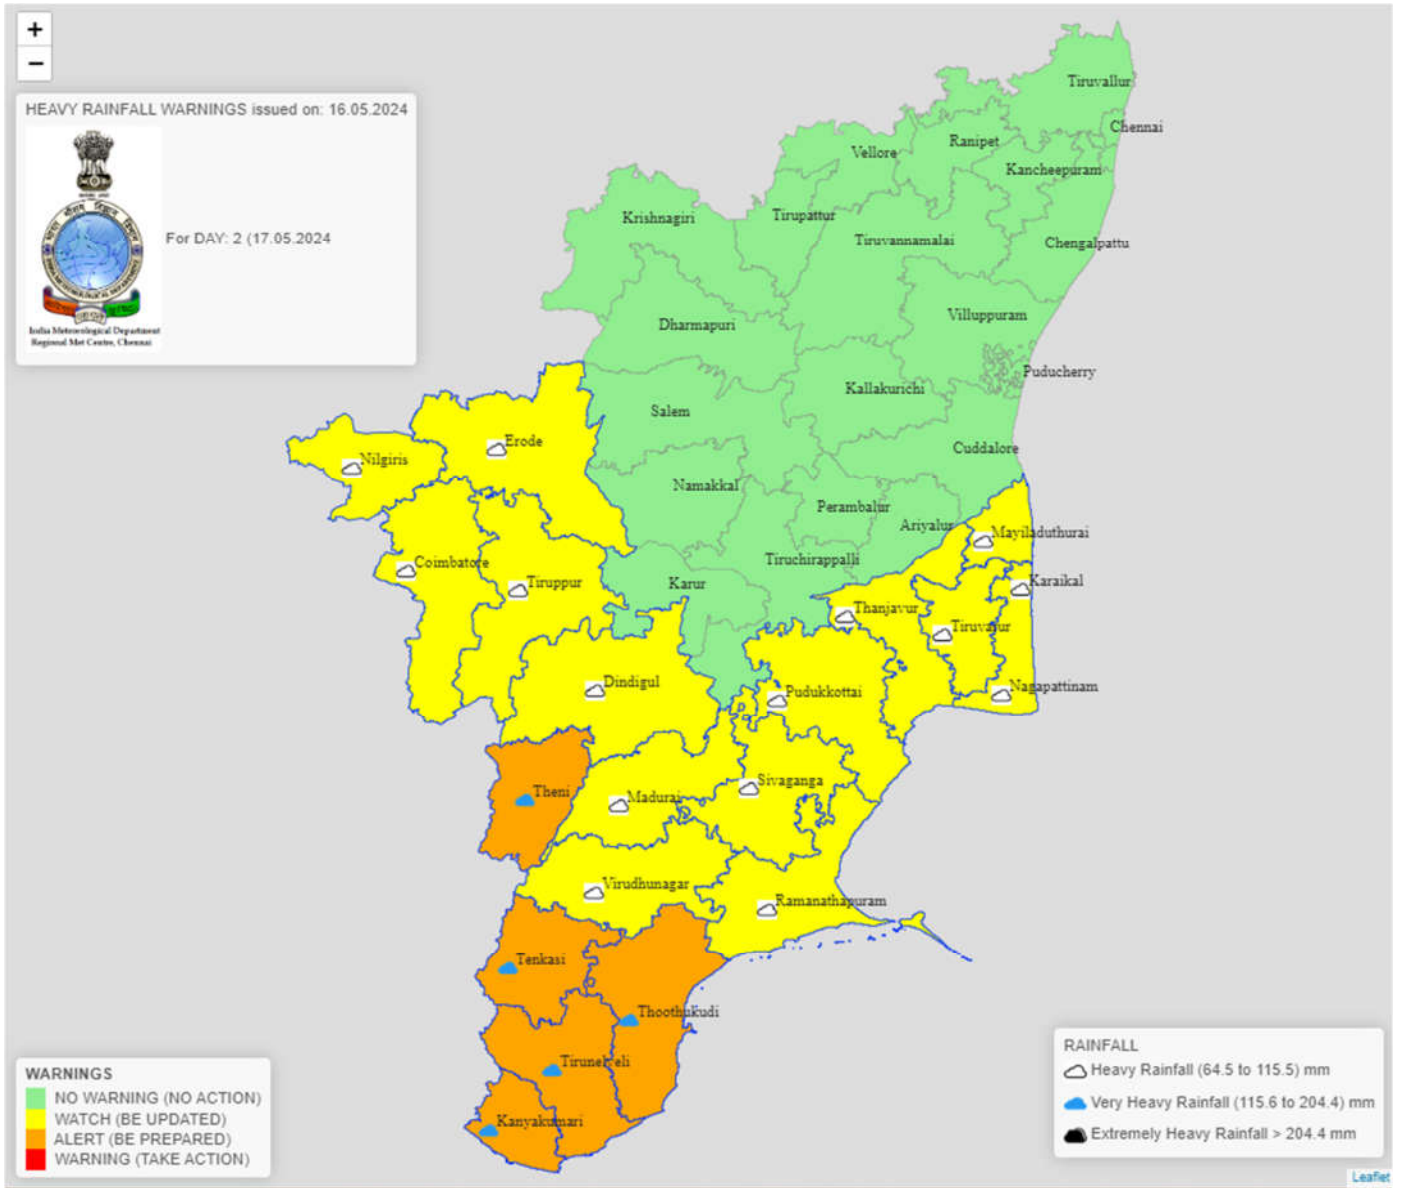 +
−
HEAVY RAINFALL WARNINGS issued on: 16.05.2024
For DAY: 2 (17.05.2024
India Meteorological Department
Regional Met Centre, Chennai
Tiruvallur
Chennai
Ranipet
Vellore
Kancheepuram
Krishnagiri
Tirupattur
Tiruvannamalai
Chengalpattu
Villuppuram
Dharmapuri
Puducherry
Kallakurichi
Salem
Cuddalore
Erode
Nilgiris
Namakkal
Perambalur
Ariyalur
Mayiladuthurai
Tiruchirappalli
Coimbatore
Tiruppur
Karur
Karaikal
Thanjavur
Tiruvarur
Dindigul
Pudukkottai
Nagapattinam
Sivaganga
Theni
Madurai
Virudhunagar
Ramanathapuram
Tenkasi
Thoothukudi
Tirunelveli
Kanyakumari
WARNINGS
NO WARNING (NO ACTION)
WATCH (BE UPDATED)
ALERT (BE PREPARED)
WARNING (TAKE ACTION)
RAINFALL
Heavy Rainfall (64.5 to 115.5) mm
Very Heavy Rainfall (115.6 to 204.4) mm
Extremely Heavy Rainfall > 204.4 mm
Leaflet